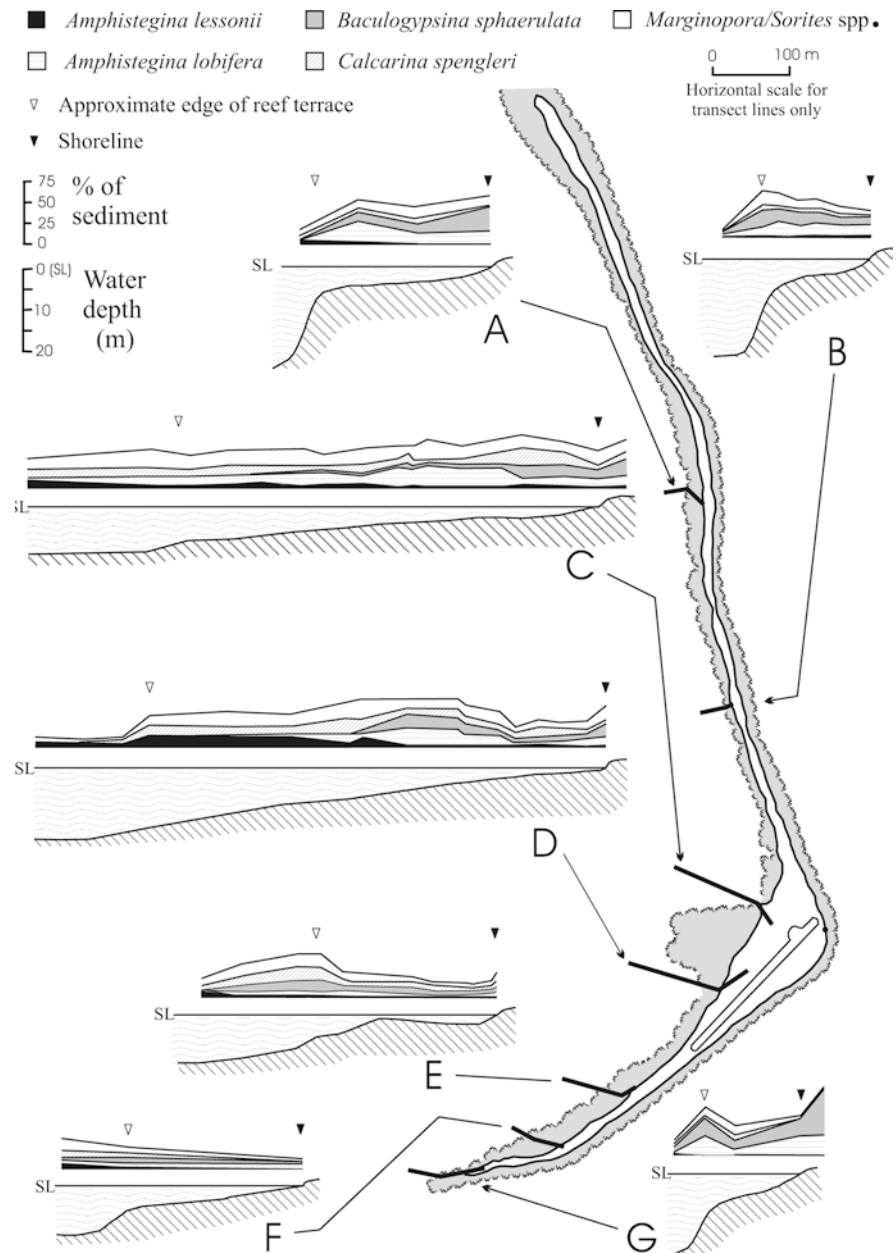 Amphistegina lessonii
Baculogypsina sphaerulata
Marginopora/Sorites spp.
Amphistegina lobifera
Calcarina spengleri
0 100 m
Horizontal scale for
transect lines only
Approximate edge of reef terrace
Shoreline
75
50
25
0
% of
sediment
0 (SL)
10
20
Water
depth
(m)
SL
A
SL
B
SL
C
SL
D
SL
E
SL
F
SL
G